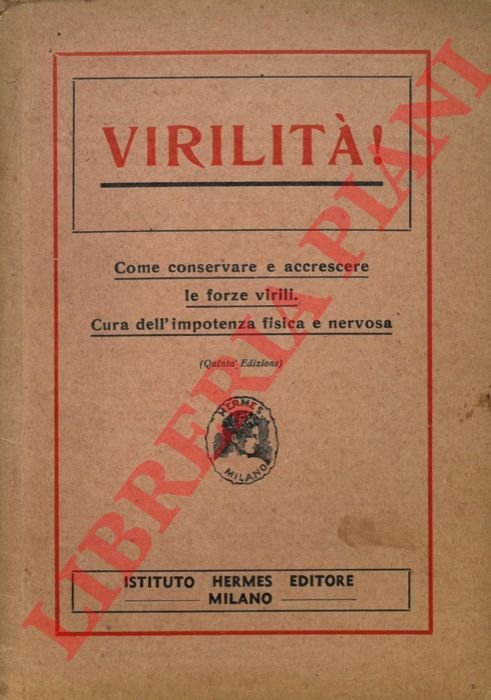 VIRILITÀ!
Come conservare e accrescere
le forze virili.
Cura dell'impotenza fisica e nervosa
(Quinta Edizione)
HERMES
MILANO
ISTITUTO HERMES EDITORE
MILANO
LIBRERIA PIANI